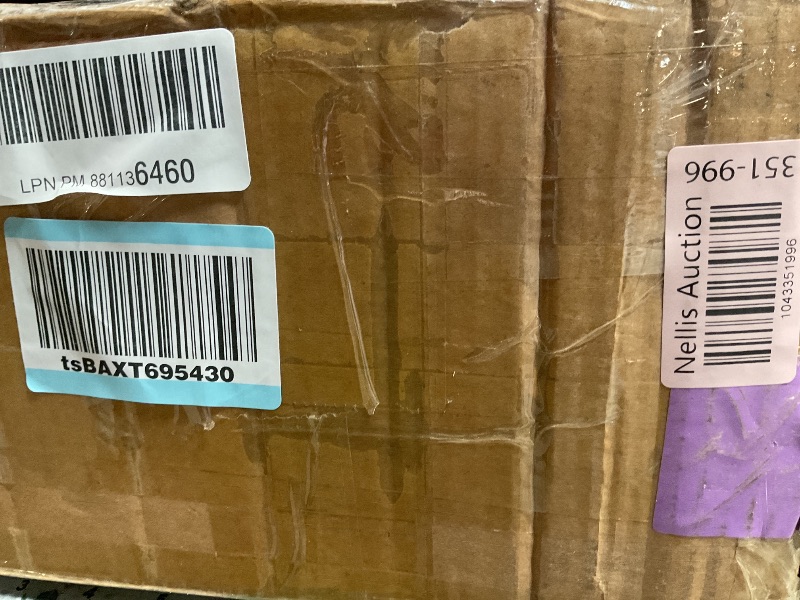 LPN PM 881136460
tsBAXT695430
351-996
Nellis Auction
1043351996